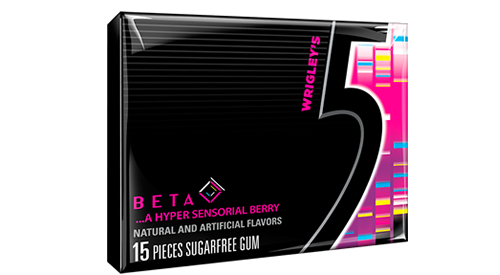 WRIGLEY'S
5
BETA
...A HYPER SENSORIAL BERRY
NATURAL AND ARTIFICIAL FLAVORS
15 PIECES SUGARFREE GUM